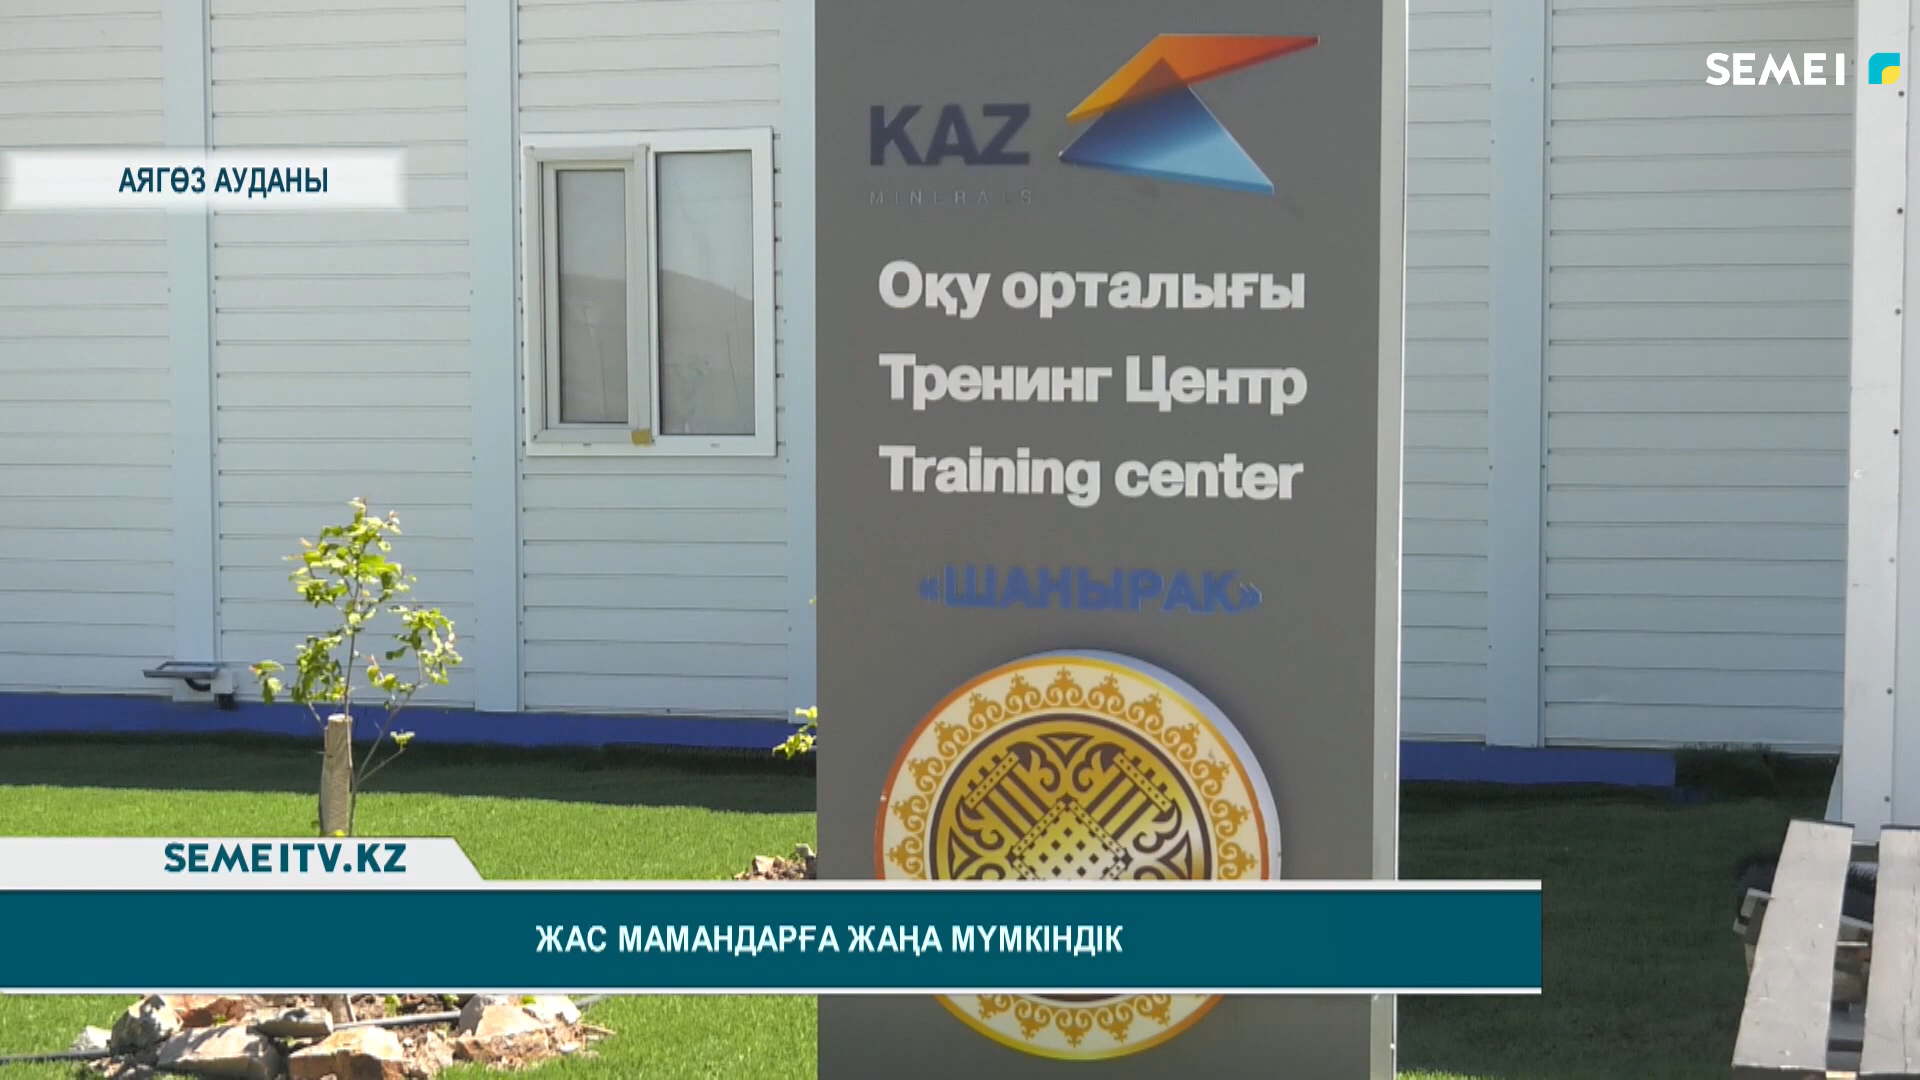 SEMEI
АЯГӨЗ АУДАНЫ
KAZ
MINERALS
Оқу орталығы
Тренинг Центр
Training center
«ШАНЫРАК»
SEMEITV.KZ
ЖАС МАМАНДАРҒА ЖАҢА МҮМКІНДІК